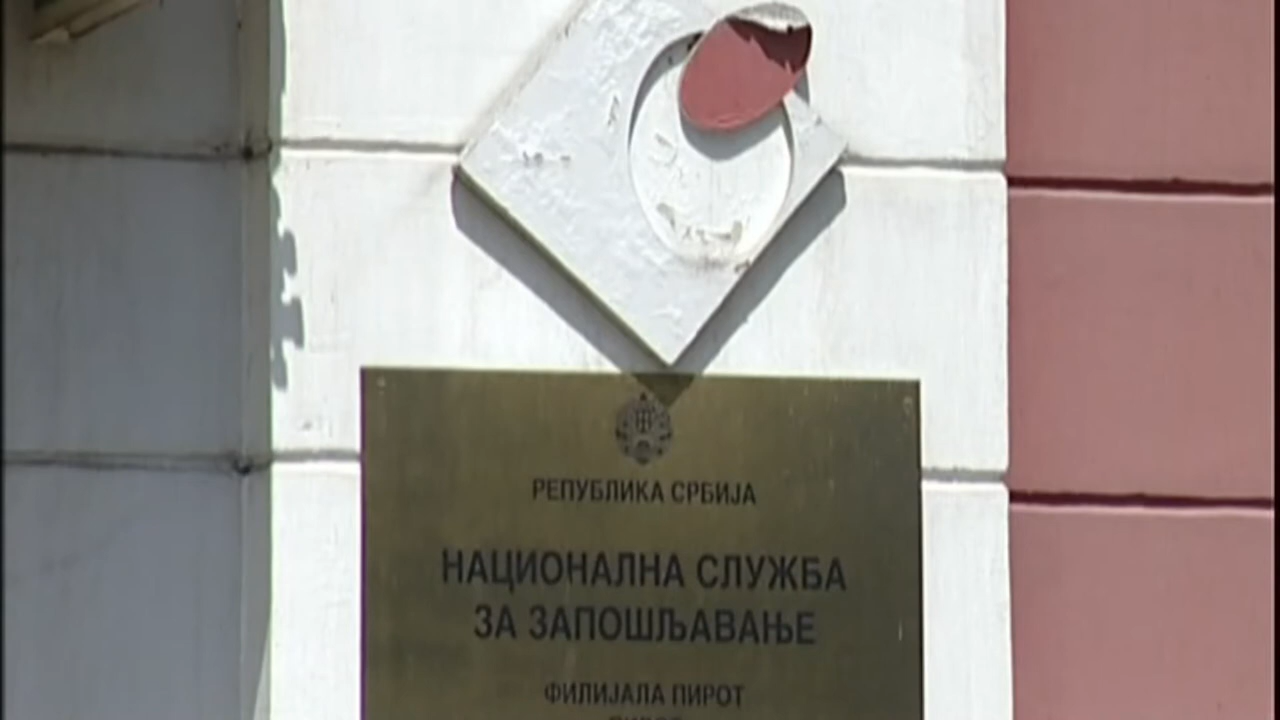 РЕПУБЛИКА СРБИЈА
НАЦИОНАЛНА СЛУЖБА
ЗА ЗАПОШЉАВАЊЕ
ФИЛИЈАЛА ПИРОТ